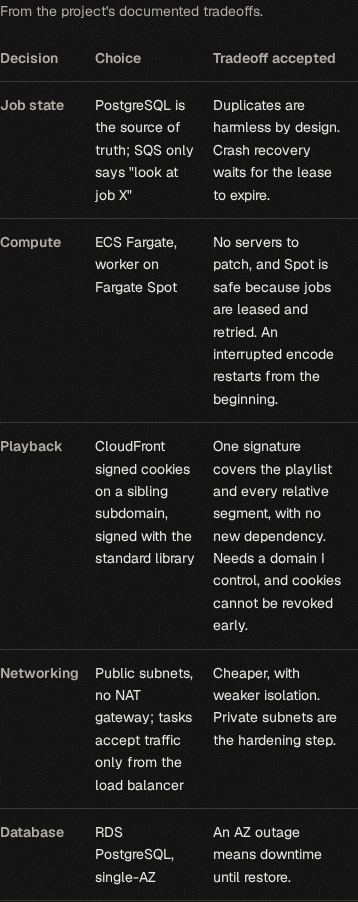 From the project's documented tradeoffs.
Decision Choice Tradeoff accepted
Job state PostgreSQL is Duplicates are
the source of harmless by design.
truth; SQS only Crash recovery
says "look at waits for the lease
job X" to expire.
Compute ECS Fargate, No servers to
worker on patch, and Spot is
Fargate Spot safe because jobs
are leased and
retried. An
interrupted encode
restarts from the
beginning.
Playback CloudFront One signature
signed cookies covers the playlist
on a sibling and every relative
subdomain, segment, with no
signed with the new dependency.
standard library Needs a domain I
control, and cookies
cannot be revoked
early.
Networking Public subnets, Cheaper, with
no NAT weaker isolation.
gateway; tasks Private subnets are
accept traffic the hardening step.
only from the
load balancer
Database RDS An AZ outage
PostgreSQL, means downtime
single-AZ until restore.